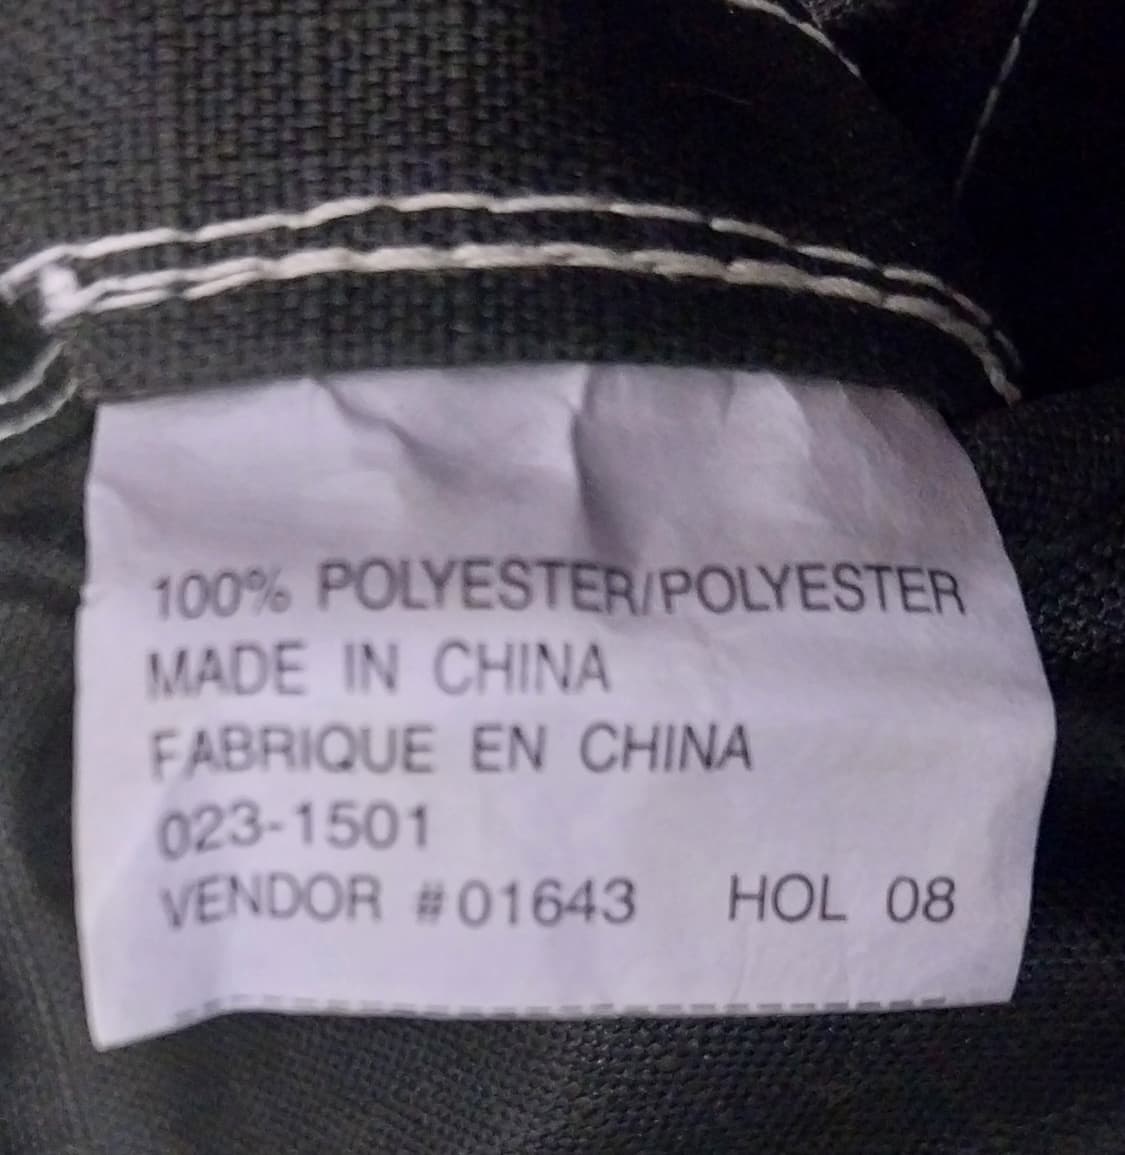 100% POLYESTER/POLYESTER
MADE IN CHINA
FABRIQUE EN CHINA
023-1501
VENDOR #01643 HOL 08